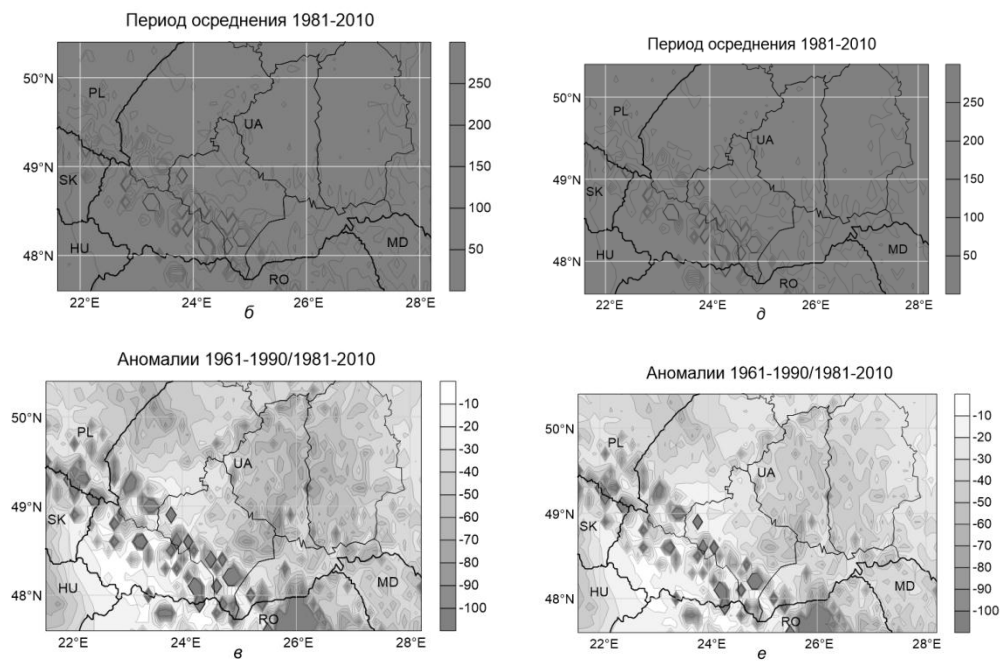 Период осреднения 1981-2010
50°N
49°N
48°N
22°E
24°E
26°E
28°E
PL
UA
SK
HU
RO
MD
250
200
150
100
50
б
Период осреднения 1981-2010
50°N
49°N
48°N
22°E
24°E
26°E
28°E
PL
UA
SK
HU
RO
MD
250
200
150
100
50
д
Аномалии 1961-1990/1981-2010
50°N
49°N
48°N
22°E
24°E
26°E
28°E
PL
UA
SK
HU
RO
MD
-10
-20
-30
-40
-50
-60
-70
-80
-90
-100
в
Аномалии 1961-1990/1981-2010
50°N
49°N
48°N
22°E
24°E
26°E
28°E
PL
UA
SK
HU
RO
MD
-10
-20
-30
-40
-50
-60
-70
-80
-90
-100
е